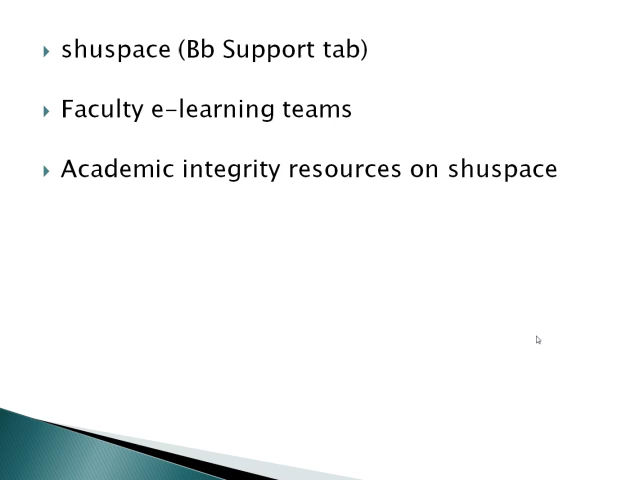 shuspace (Bb Support tab)
Faculty e-learning teams
Academic integrity resources on shuspace